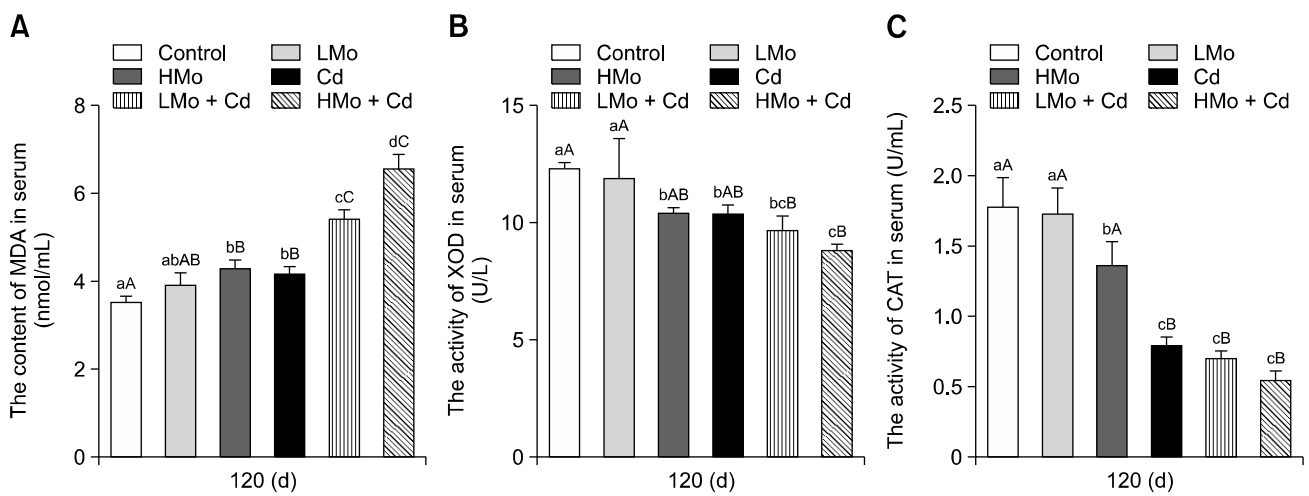 A
Control
LMo
HMo
Cd
LMo + Cd
HMo + Cd
The content of MDA in serum
(nmol/mL)
8
6
4
2
0
aA
abAB
bB
bB
cC
dC
120 (d)
B
Control
LMo
HMo
Cd
LMo + Cd
HMo + Cd
The activity of XOD in serum
(U/L)
15
10
5
0
aA
aA
bAB
bAB
bcB
cB
120 (d)
C
Control
LMo
HMo
Cd
LMo + Cd
HMo + Cd
The activity of CAT in serum (U/mL)
2.5
2.0
1.5
1.0
0.5
0
aA
aA
bA
cB
cB
cB
120 (d)